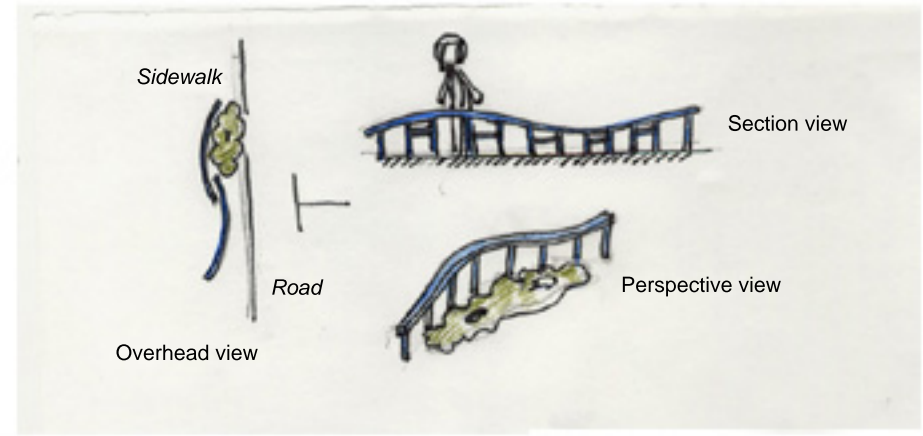 Sidewalk
Section view
Road
Perspective view
Overhead view